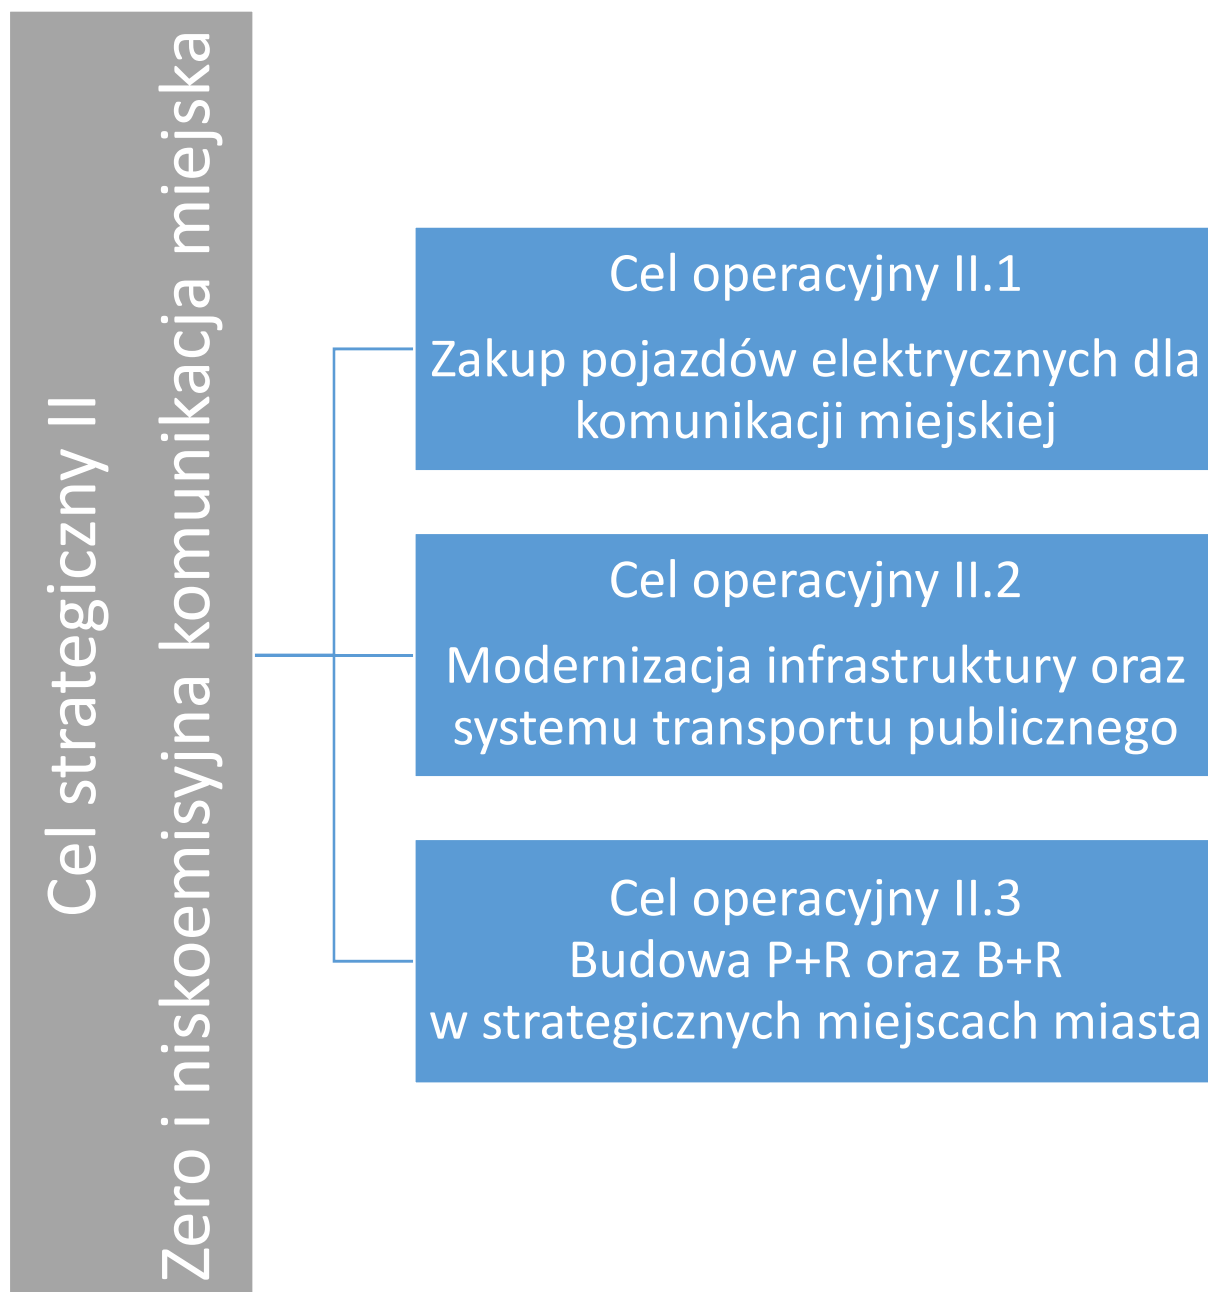 Cel strategiczny II
Zero i niskoemisyjna komunikacja miejska
Cel operacyjny II.1
Zakup pojazdów elektrycznych dla
komunikacji miejskiej
Cel operacyjny II.2
Modernizacja infrastruktury oraz
systemu transportu publicznego
Cel operacyjny II.3
Budowa P+R oraz B+R
w strategicznych miejscach miasta